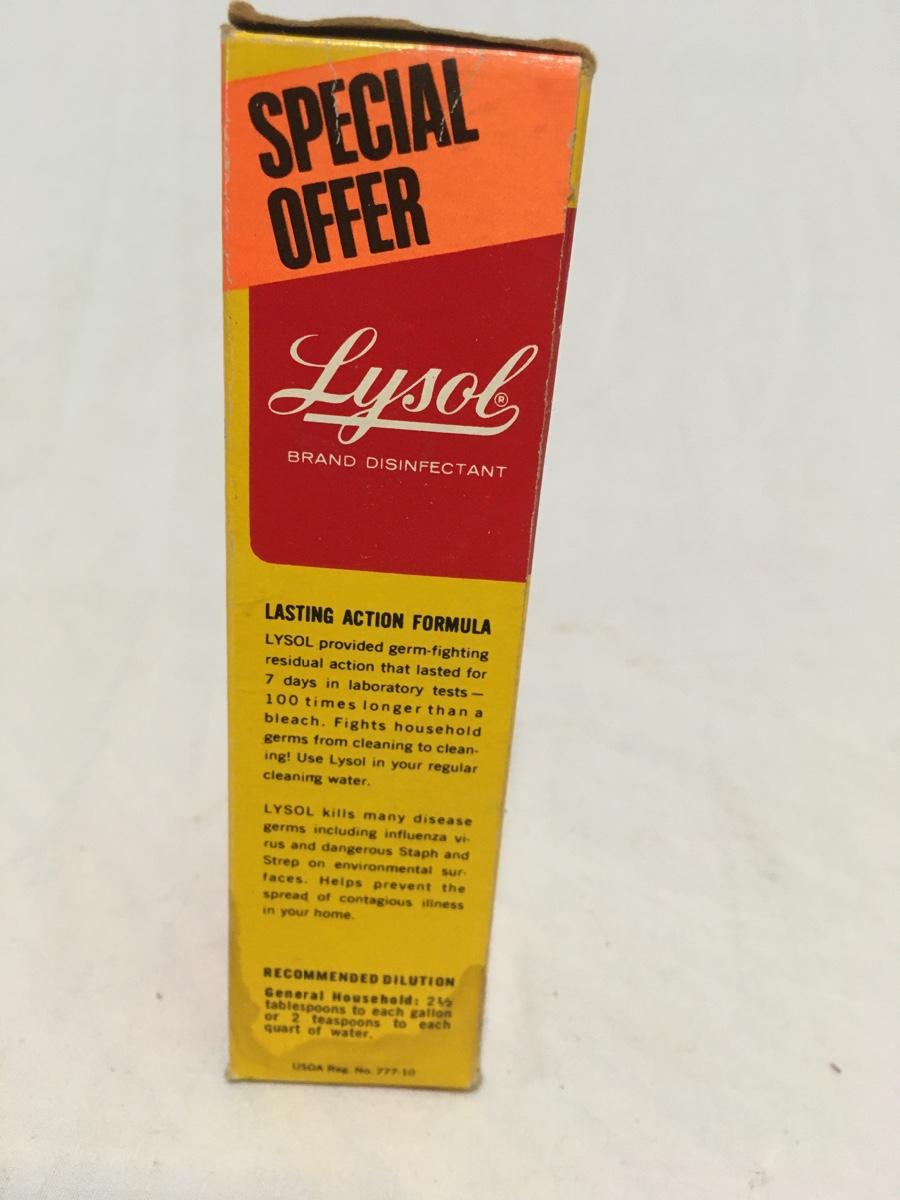 SPECIAL
OFFER
Lysol®
BRAND DISINFECTANT
LASTING ACTION FORMULA
LYSOL provided germ-fighting
residual action that lasted for
7 days in laboratory tests—
100 times longer than a
bleach. Fights household
germs from cleaning to clean-
ing! Use Lysol in your regular
cleaning water.
LYSOL kills many disease
germs including influenza vi-
rus and dangerous Staph and
Strep on environmental sur-
faces. Helps prevent the
spread of contagious illness
in your home.
RECOMMENDED DILUTION
General Household: 2½
tablespoons to each gallon
or 2 teaspoons to each
quart of water.
USDA Reg. No. 777-10